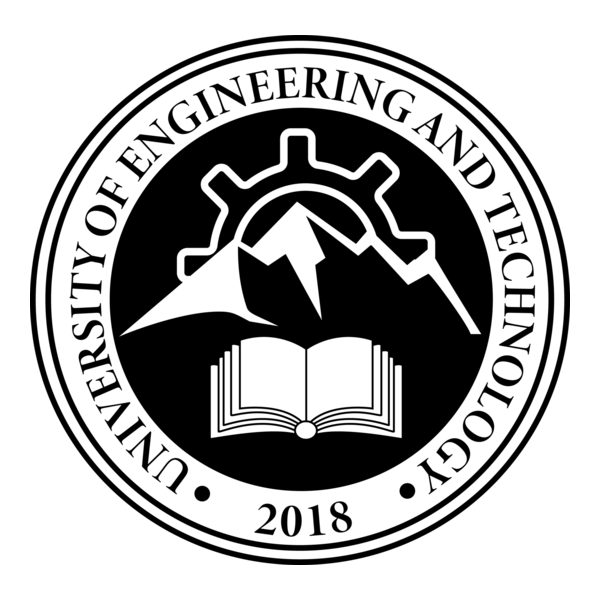 UNIVERSITY OF ENGINEERING AND TECHNOLOGY
• 2018 •